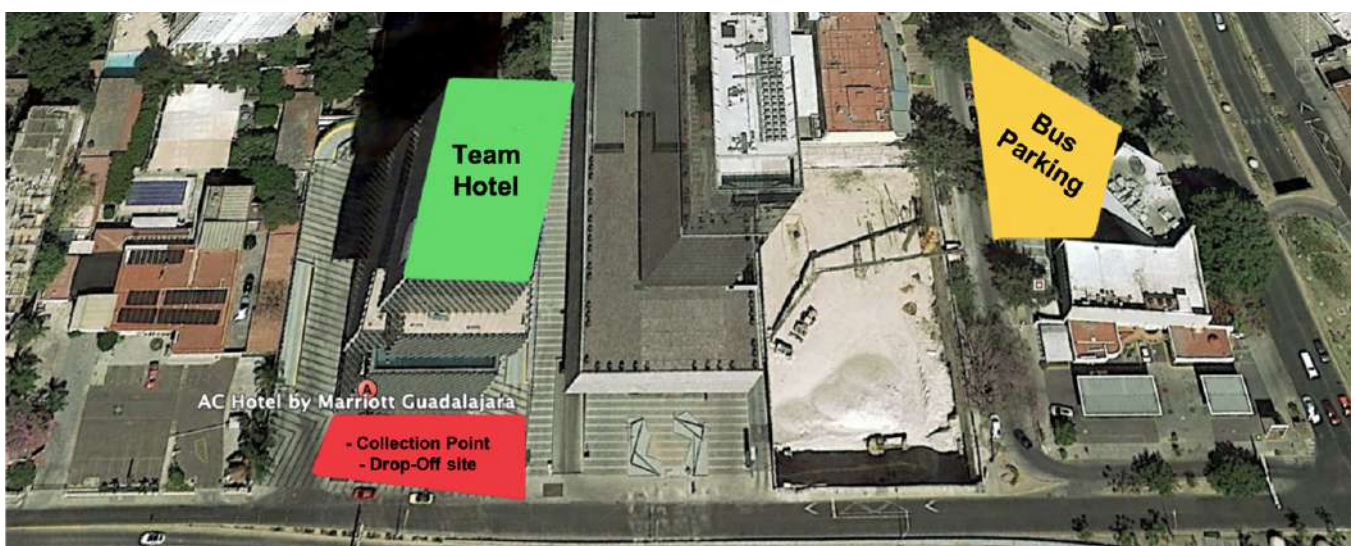 Team
Hotel
Bus
Parking
A
AC Hotel by Marriott Guadalajara
- Collection Point
- Drop-Off site